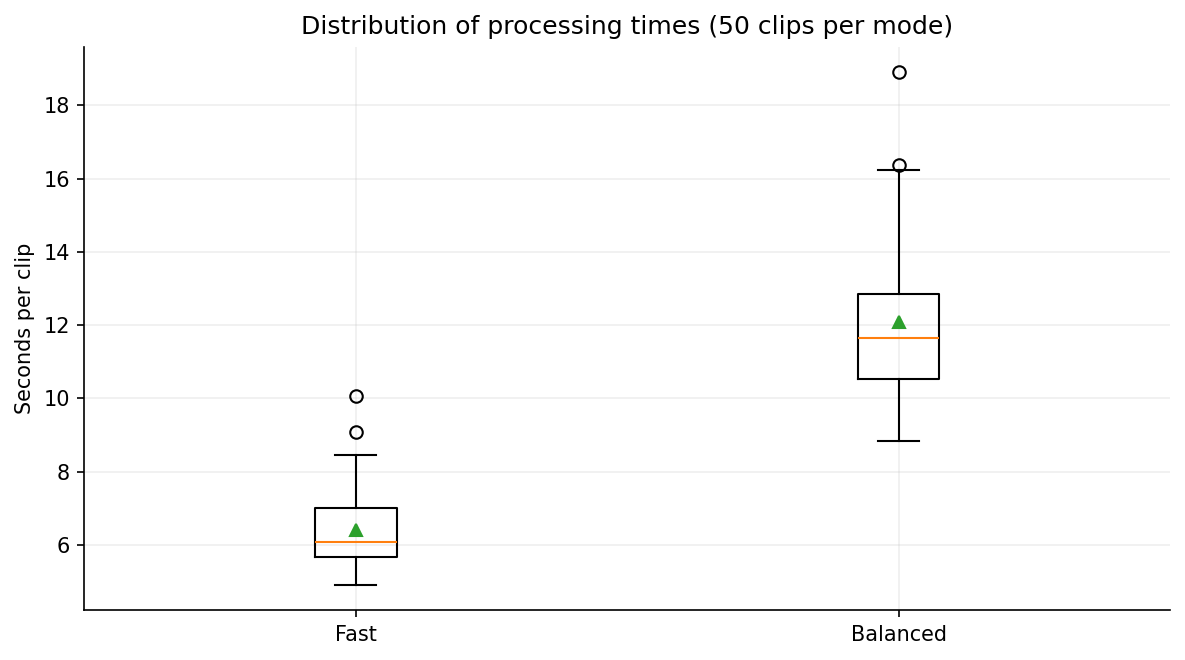 Distribution of processing times (50 clips per mode)
Seconds per clip
18
16
14
12
10
8
6
Fast
Balanced